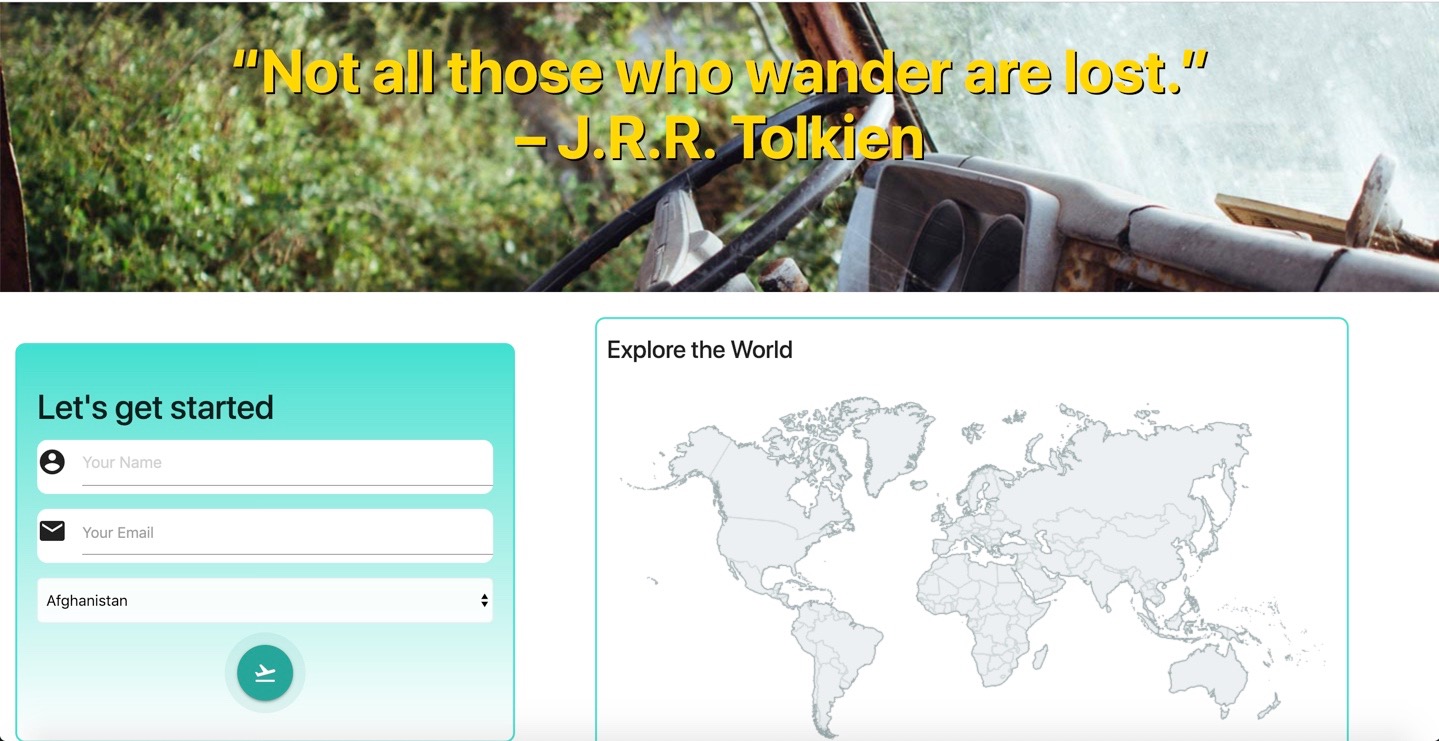 “Not all those who wander are lost.”
– J.R.R. Tolkien
Let's get started
Your Name
Your Email
Afghanistan
Explore the World